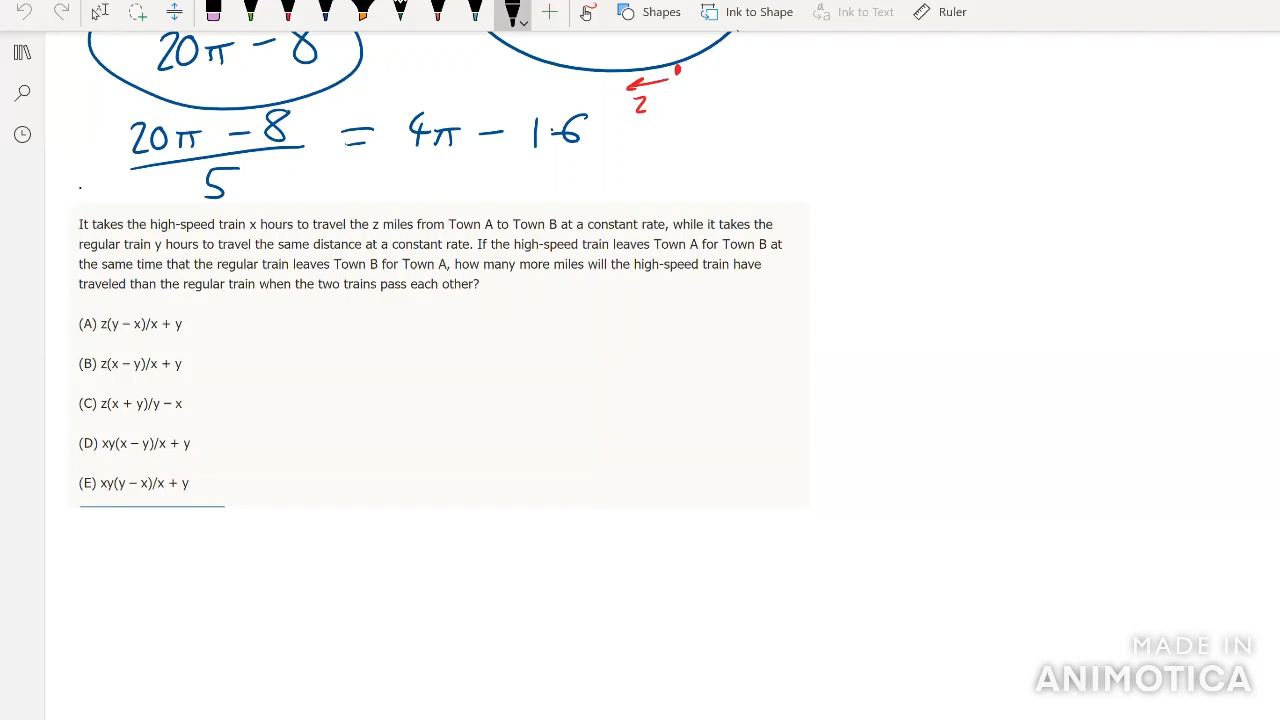 Shapes
Ink to Shape
Ink to Text
Ruler
20π − 8
2
20π − 8 = 4π − 1·6
5
.
It takes the high-speed train x hours to travel the z miles from Town A to Town B at a constant rate, while it takes the
regular train y hours to travel the same distance at a constant rate. If the high-speed train leaves Town A for Town B at
the same time that the regular train leaves Town B for Town A, how many more miles will the high-speed train have
traveled than the regular train when the two trains pass each other?
(A) z(y − x)/x + y
(B) z(x − y)/x + y
(C) z(x + y)/y − x
(D) xy(x − y)/x + y
(E) xy(y − x)/x + y
MADE IN
ANIMOTICA